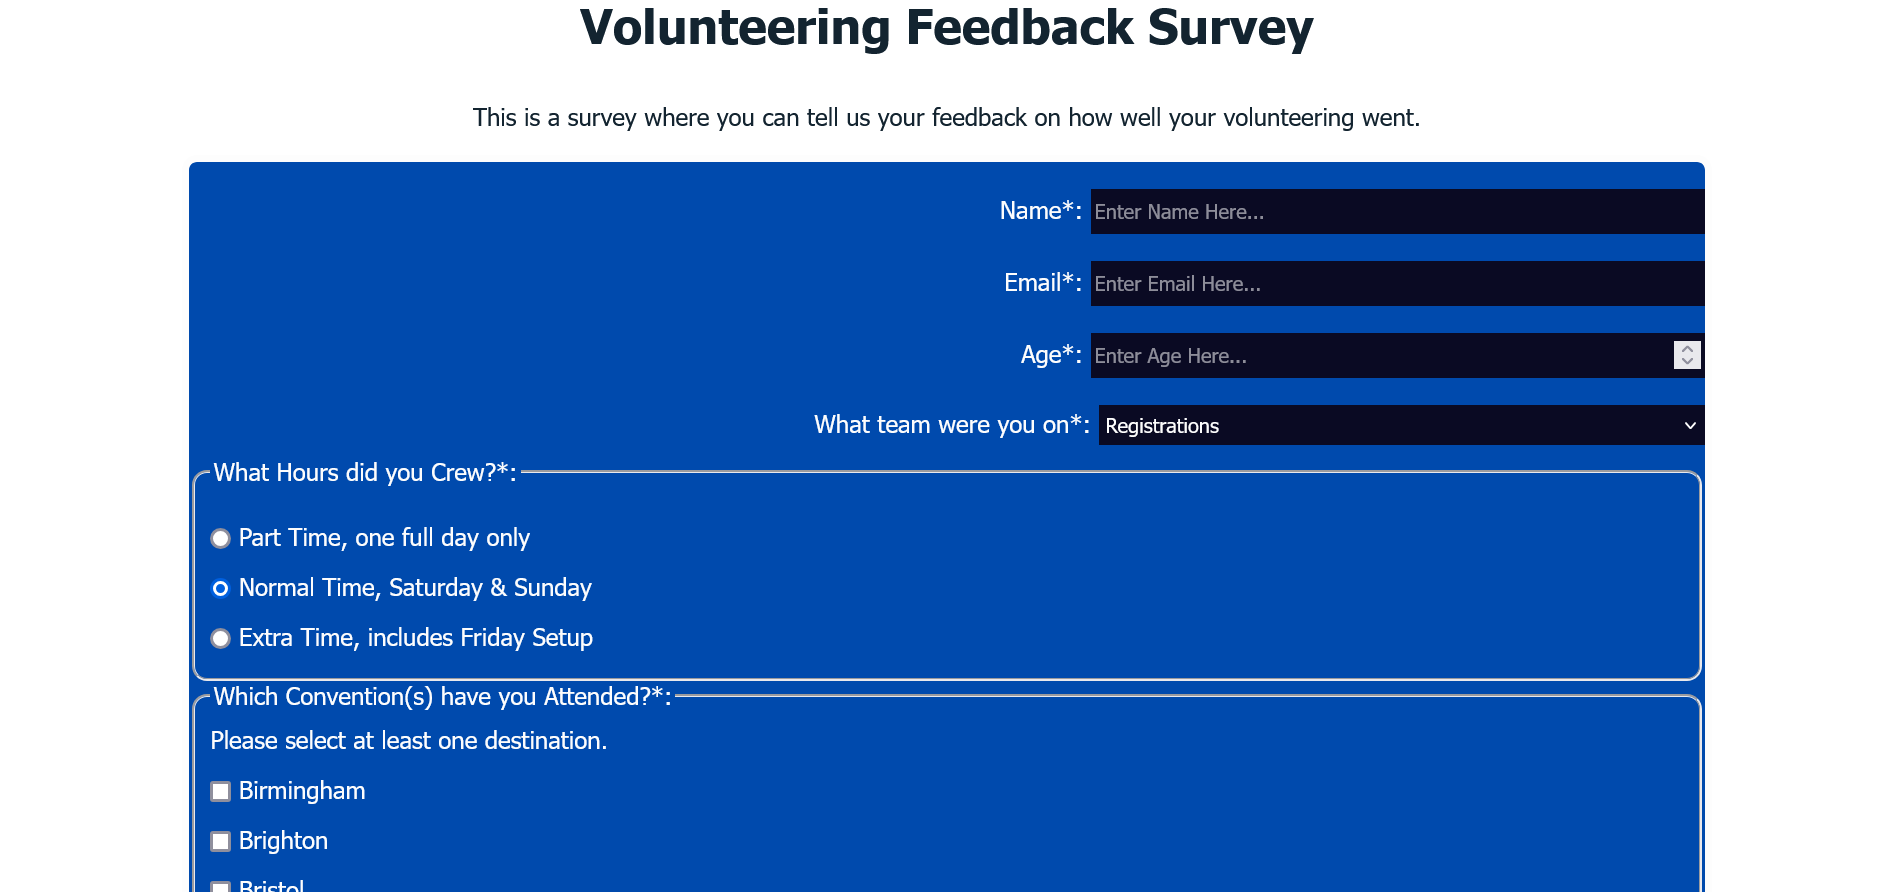 Volunteering Feedback Survey
This is a survey where you can tell us your feedback on how well your volunteering went.
Name*: Enter Name Here...
Email*: Enter Email Here...
Age*: Enter Age Here...
What team were you on*: Registrations
What Hours did you Crew?*:
Part Time, one full day only
Normal Time, Saturday & Sunday
Extra Time, includes Friday Setup
Which Convention(s) have you Attended?*:
Please select at least one destination.
Birmingham
Brighton
Bristol